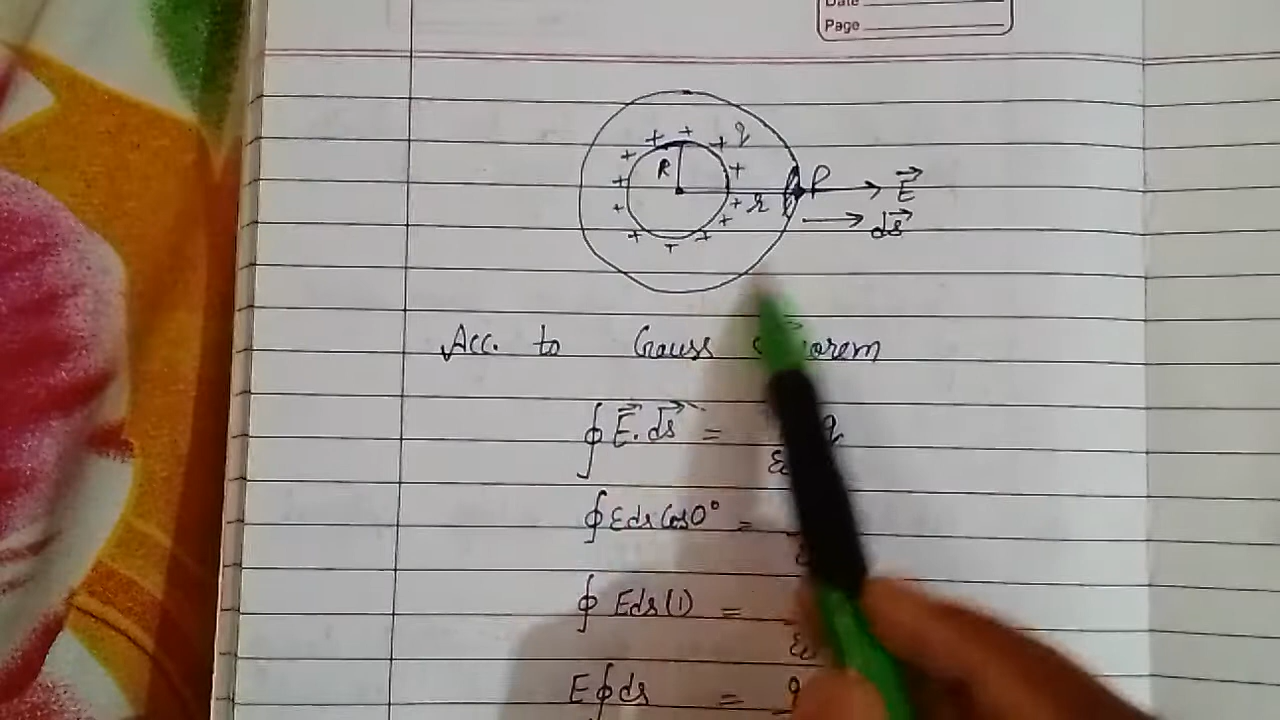 Date
Page
+ + + q
+ R +
+ P E⃗
+ + r ds⃗
+ + + +
Acc. to Gauss
∮ E⃗.ds⃗ = q
∮ Eds Cos0° =
∮ Eds(1) =
E∮ds = q